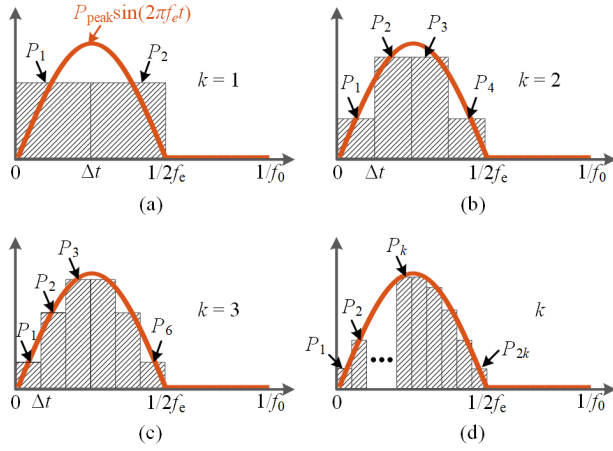 P_peak sin(2πf_e t)
P_1 P_2
k = 1
0 Δt 1/2f_e 1/f_0
(a)
P_2 P_3
k = 2
P_1 P_4
0 Δt 1/2f_e 1/f_0
(b)
P_3
P_2
k = 3
P_1 P_6
0 Δt 1/2f_e 1/f_0
(c)
P_k
P_2
k
P_1 ••• P_2k
0 1/2f_e 1/f_0
(d)